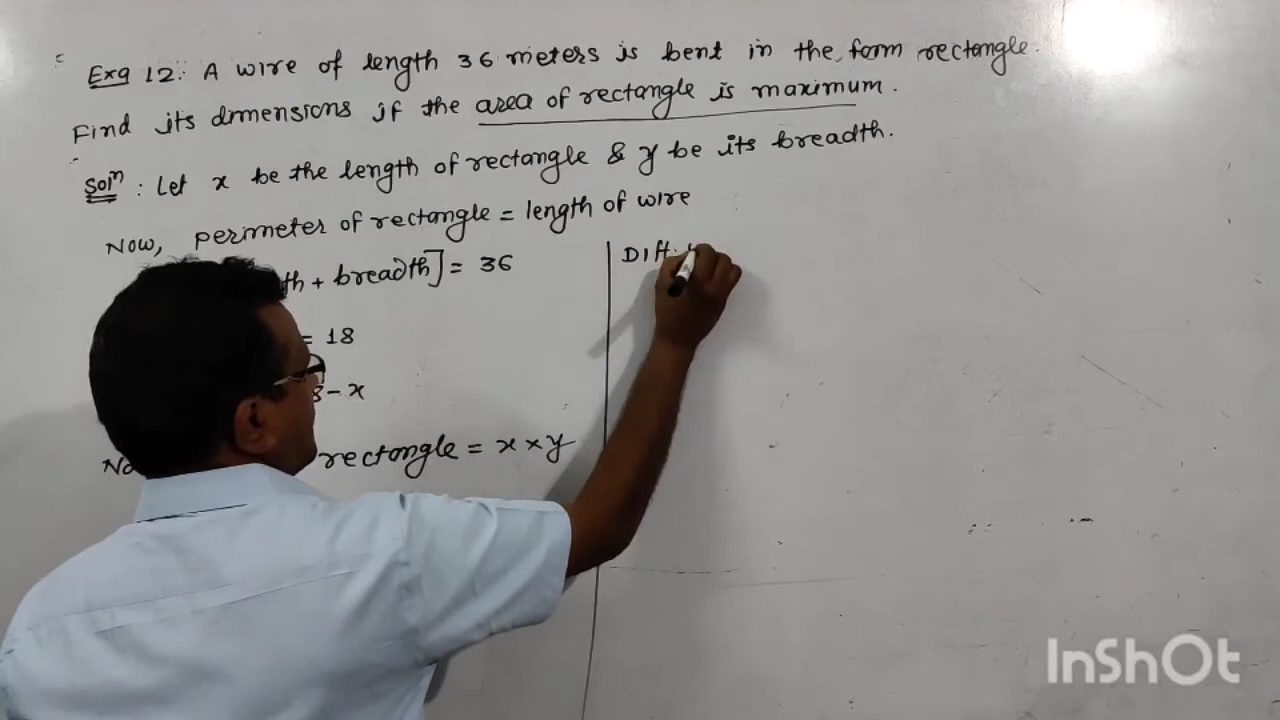 Exa 12: A wire of length 36 meters is bent in the form rectangle.
Find its dimensions if the area of rectangle is maximum.
Soln: Let x be the length of rectangle & y be its breadth.
Now, perimeter of rectangle = length of wire
th + breadth] = 36
= 18
- x
rectangle = x × y
Diff.
InShOt